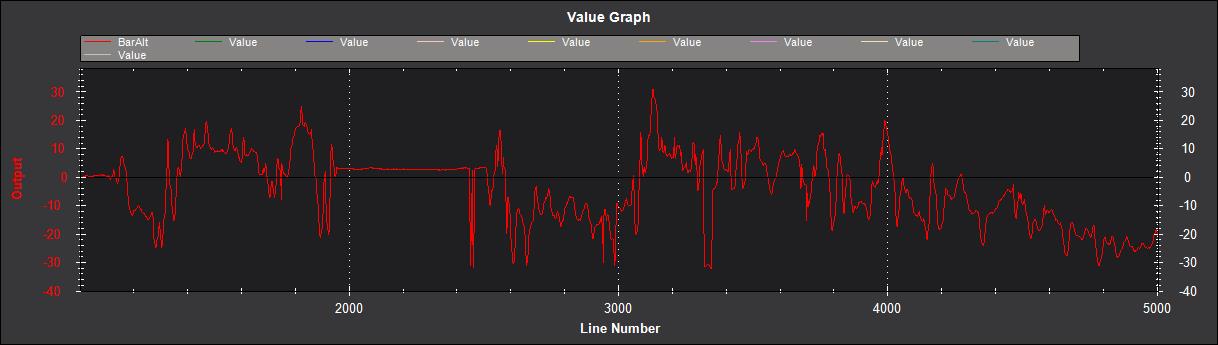 Value Graph
BarAlt Value Value Value Value Value Value Value Value
Value
30 30
20 20
10 10
0 0
-10 -10
-20 -20
-30 -30
-40 -40
Output
2000 3000 4000 5000
Line Number